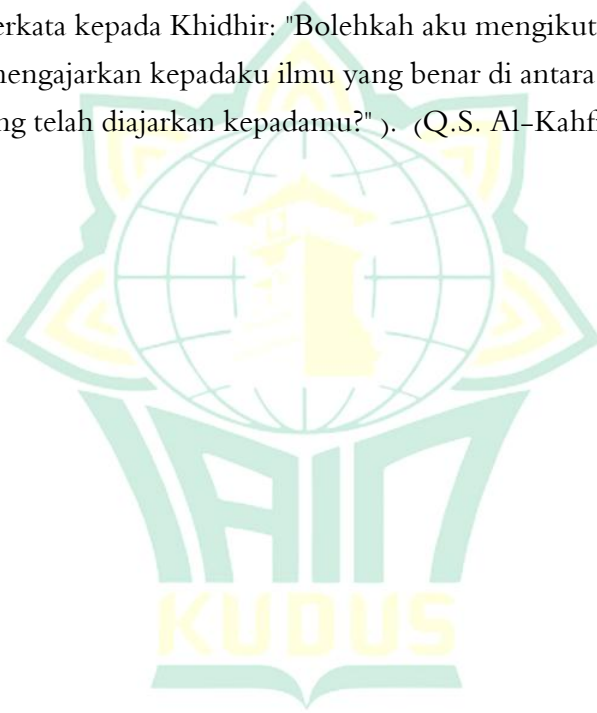 erkata kepada Khidhir: "Bolehkah aku mengikut
mengajarkan kepadaku ilmu yang benar di antara
ng telah diajarkan kepadamu?" ). (Q.S. Al-Kahf
IAIN
KUDUS